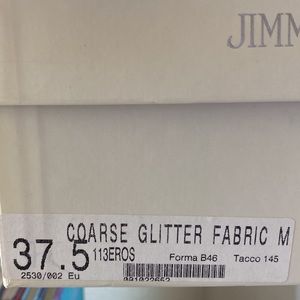 JIMM
COARSE GLITTER FABRIC M
37.5
113EROS
Forma B46
Tacco 145
2530/002 Eu